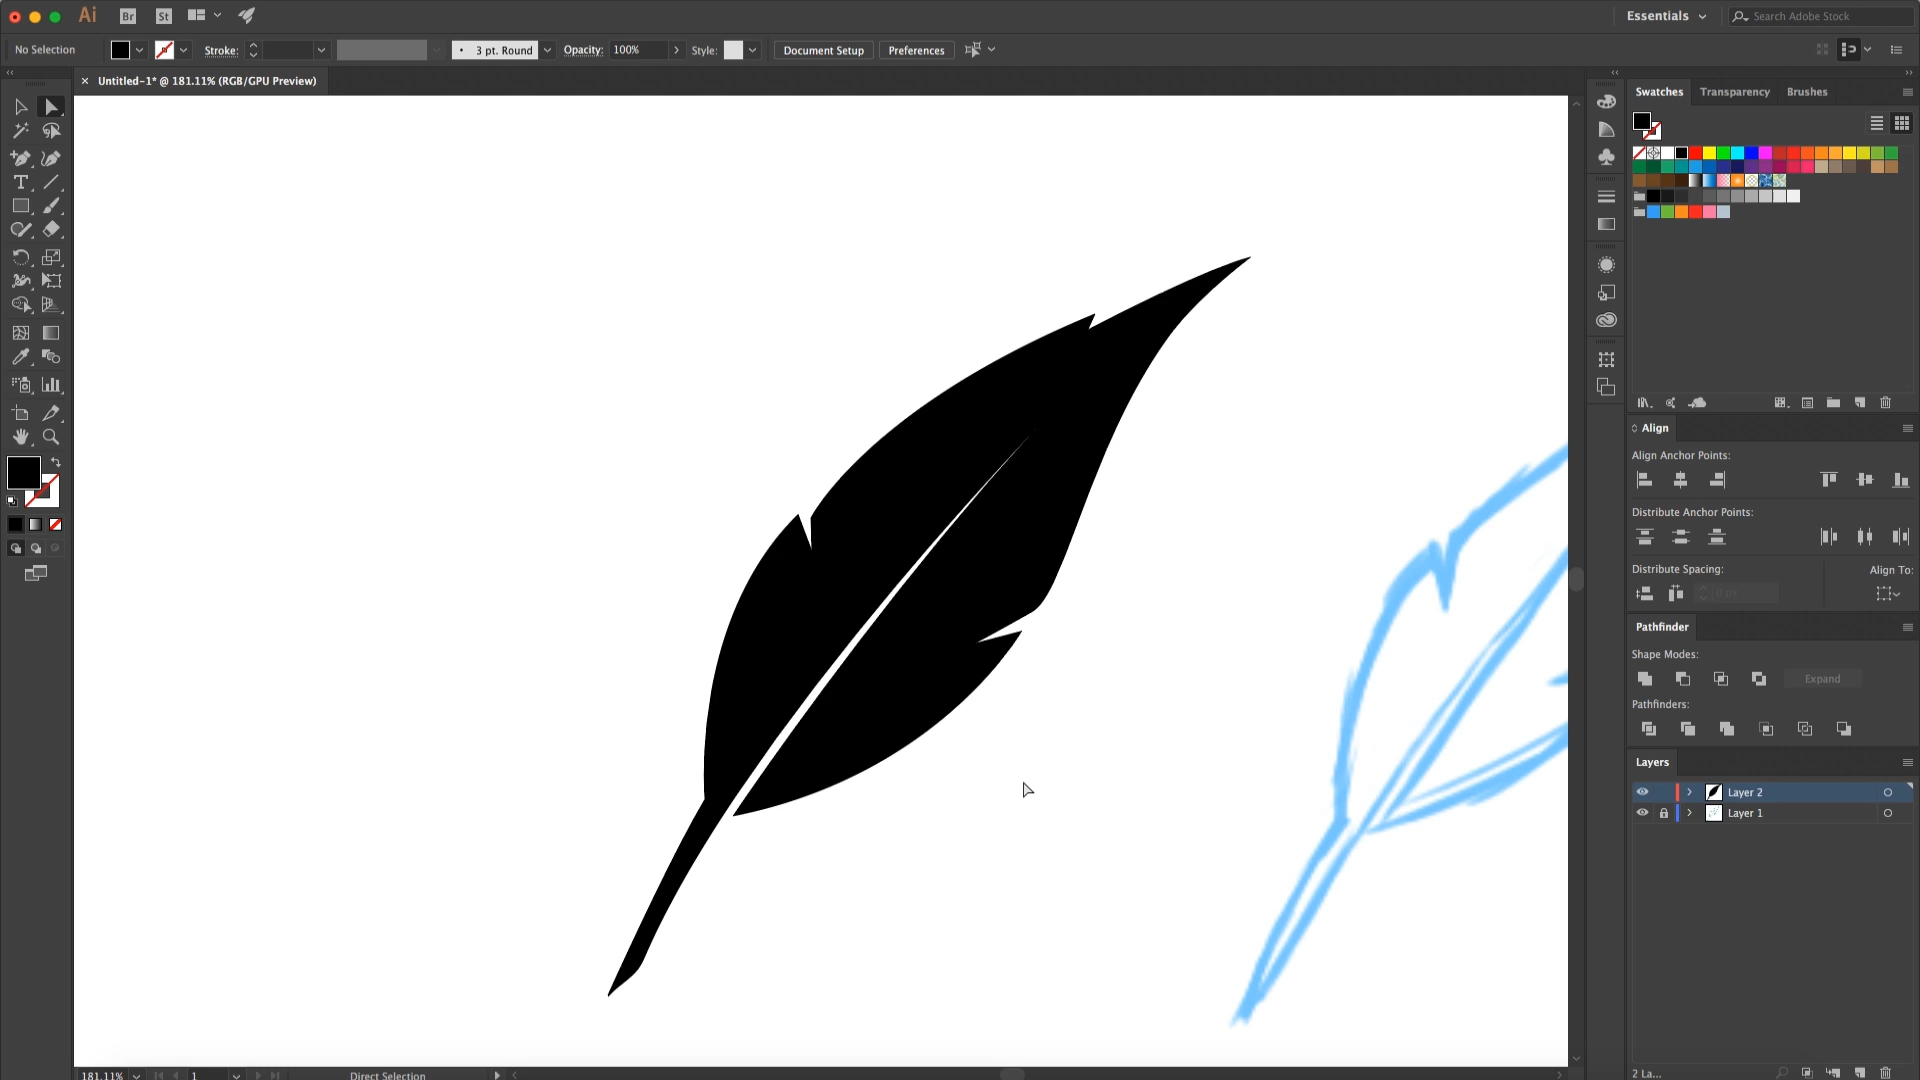 Ai Br St Essentials Search Adobe Stock
No Selection Stroke: 3 pt. Round Opacity: 100% Style: Document Setup Preferences
× Untitled-1* @ 181.11% (RGB/GPU Preview)
Swatches Transparency Brushes
Align
Align Anchor Points:
Distribute Anchor Points:
Distribute Spacing: Align To:
0 px
Pathfinder
Shape Modes:
Expand
Pathfinders:
Layers
Layer 2
Layer 1
181.11% 1 Direct Selection 2 La...